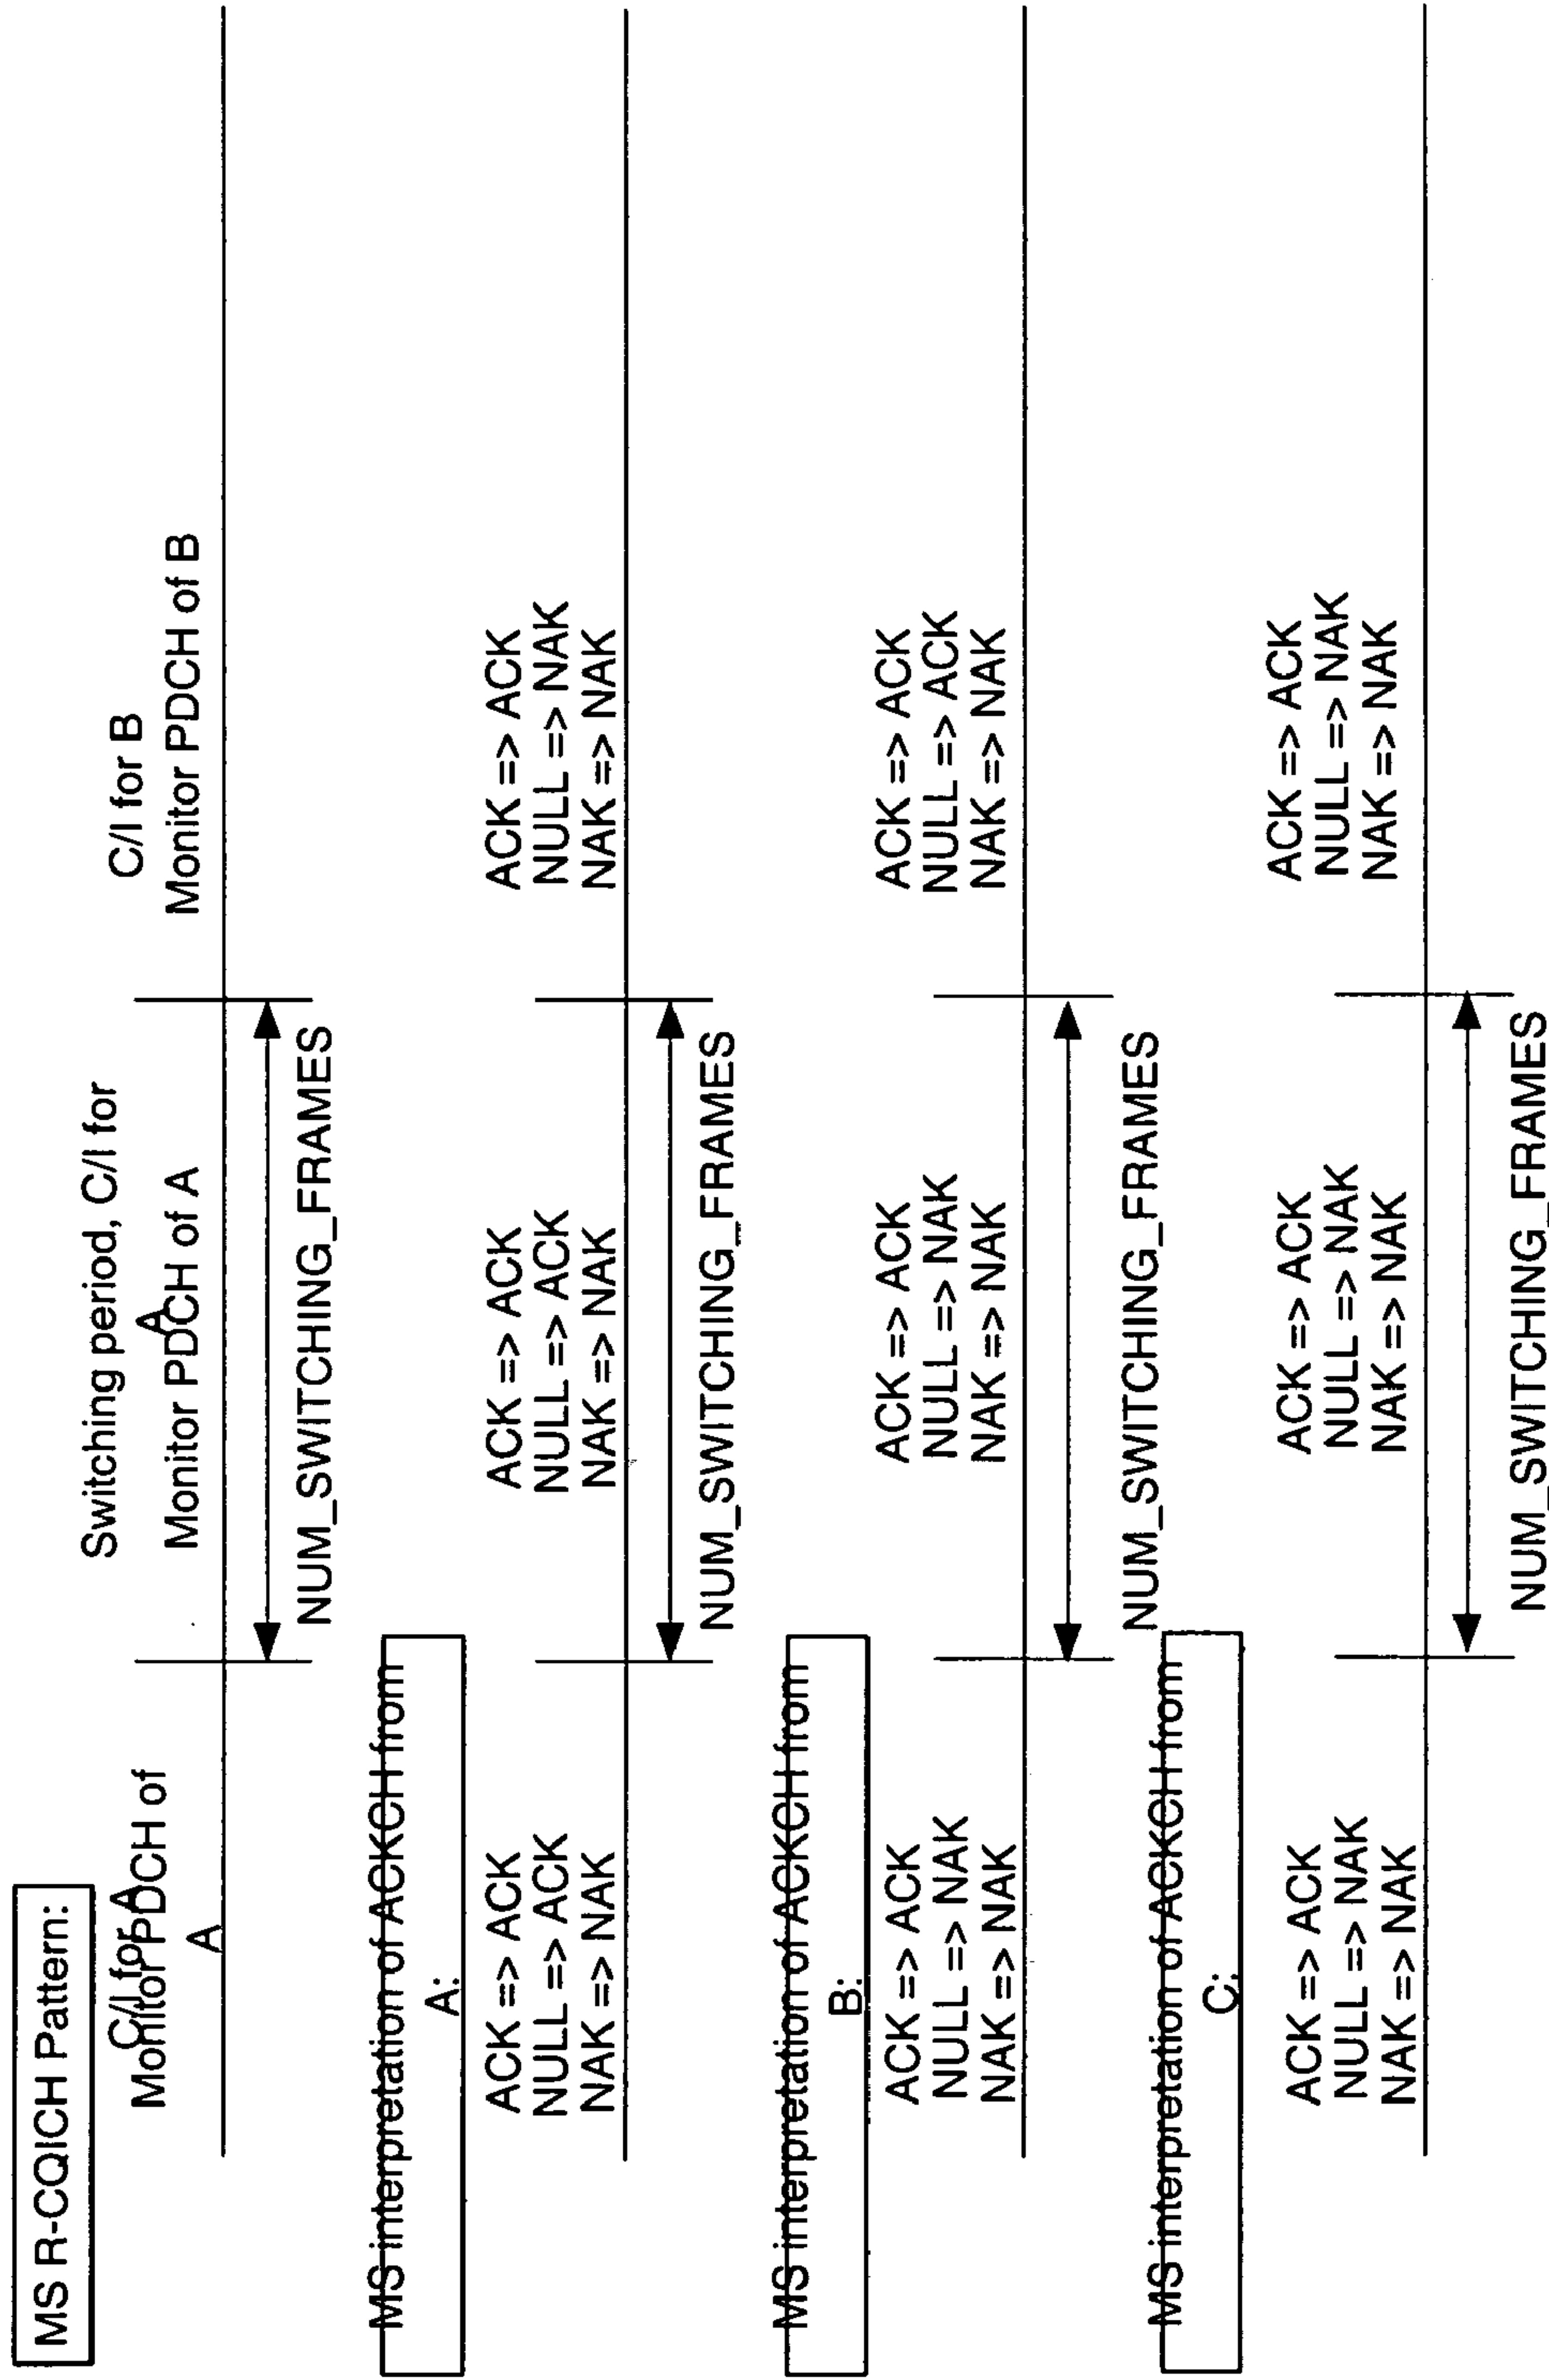 MS R-CQICH Pattern:
C/I for A
Monitor PDCH of
A
Switching period, C/I for
A
Monitor PDCH of A
C/I for B
Monitor PDCH of B
NUM_SWITCHING_FRAMES
MS interpretation of ACKCH from
A:
ACK => ACK
NULL => ACK
NAK => NAK
ACK => ACK
NULL => ACK
NAK => NAK
ACK => ACK
NULL => NAK
NAK => NAK
NUM_SWITCHING_FRAMES
MS interpretation of ACKCH from
B:
ACK => ACK
NULL => NAK
NAK => NAK
ACK => ACK
NULL => NAK
NAK => NAK
ACK => ACK
NULL => ACK
NAK => NAK
NUM_SWITCHING_FRAMES
MS interpretation of ACKCH from
C:
ACK => ACK
NULL => NAK
NAK => NAK
ACK => ACK
NULL => NAK
NAK => NAK
ACK => ACK
NULL => NAK
NAK => NAK
NUM_SWITCHING_FRAMES